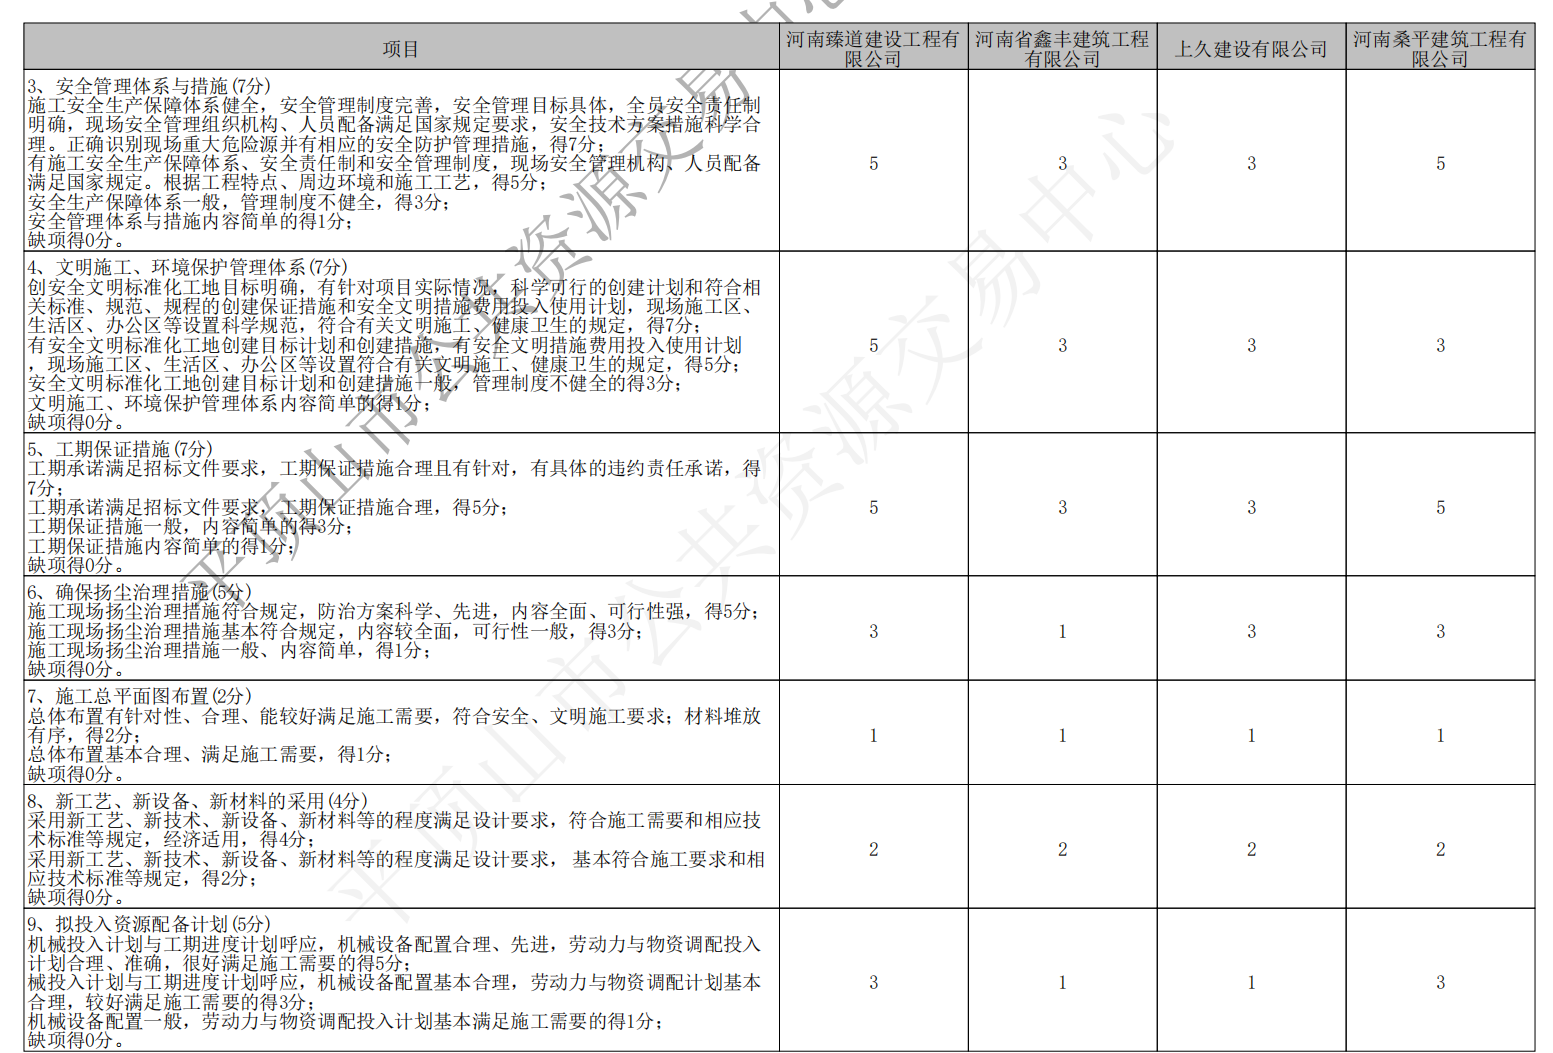 项目
河南臻道建设工程有
限公司
河南省鑫丰建筑工程
有限公司
上久建设有限公司
河南桑平建筑工程有
限公司
3、安全管理体系与措施(7分)
施工安全生产保障体系健全，安全管理制度完善，安全管理目标具体，全员安全责任制
明确，现场安全管理组织机构、人员配备满足国家规定要求，安全技术方案措施科学合
理。正确识别现场重大危险源并有相应的安全防护管理措施，得7分；
有施工安全生产保障体系、安全责任制和安全管理制度，现场安全管理机构、人员配备
满足国家规定。根据工程特点、周边环境和施工工艺，得5分；
安全生产保障体系一般，管理制度不健全，得3分；
安全管理体系与措施内容简单的得1分；
缺项得0分。
5
3
3
5
4、文明施工、环境保护管理体系(7分)
创安全文明标准化工地目标明确，有针对项目实际情况，科学可行的创建计划和符合相
关标准、规范、规程的创建保证措施和安全文明措施费用投入使用计划，现场施工区、
生活区、办公区等设置科学规范，符合有关文明施工、健康卫生的规定，得7分；
有安全文明标准化工地创建目标计划和创建措施，有安全文明措施费用投入使用计划
，现场施工区、生活区、办公区等设置符合有关文明施工、健康卫生的规定，得5分；
安全文明标准化工地创建目标计划和创建措施一般，管理制度不健全的得3分；
文明施工、环境保护管理体系内容简单的得1分；
缺项得0分。
5
3
3
3
5、工期保证措施(7分)
工期承诺满足招标文件要求，工期保证措施合理且有针对，有具体的违约责任承诺，得
7分；
工期承诺满足招标文件要求，工期保证措施合理，得5分；
工期保证措施一般，内容简单的得3分；
工期保证措施内容简单的得1分；
缺项得0分。
5
3
3
5
6、确保扬尘治理措施(5分)
施工现场扬尘治理措施符合规定，防治方案科学、先进，内容全面、可行性强，得5分；
施工现场扬尘治理措施基本符合规定，内容较全面，可行性一般，得3分；
施工现场扬尘治理措施一般、内容简单，得1分；
缺项得0分。
3
1
3
3
7、施工总平面图布置(2分)
总体布置有针对性、合理、能较好满足施工需要，符合安全、文明施工要求；材料堆放
有序，得2分；
总体布置基本合理、满足施工需要，得1分；
缺项得0分。
1
1
1
1
8、新工艺、新设备、新材料的采用(4分)
采用新工艺、新技术、新设备、新材料等的程度满足设计要求，符合施工需要和相应技
术标准等规定，经济适用，得4分；
采用新工艺、新技术、新设备、新材料等的程度满足设计要求， 基本符合施工要求和相
应技术标准等规定，得2分；
缺项得0分。
2
2
2
2
9、拟投入资源配备计划(5分)
机械投入计划与工期进度计划呼应，机械设备配置合理、先进，劳动力与物资调配投入
计划合理、准确，很好满足施工需要的得5分；
械投入计划与工期进度计划呼应，机械设备配置基本合理，劳动力与物资调配计划基本
合理，较好满足施工需要的得3分；
机械设备配置一般，劳动力与物资调配投入计划基本满足施工需要的得1分；
缺项得0分。
3
1
1
3
平顶山市公共资源交易中心
平顶山市公共资源交易中心